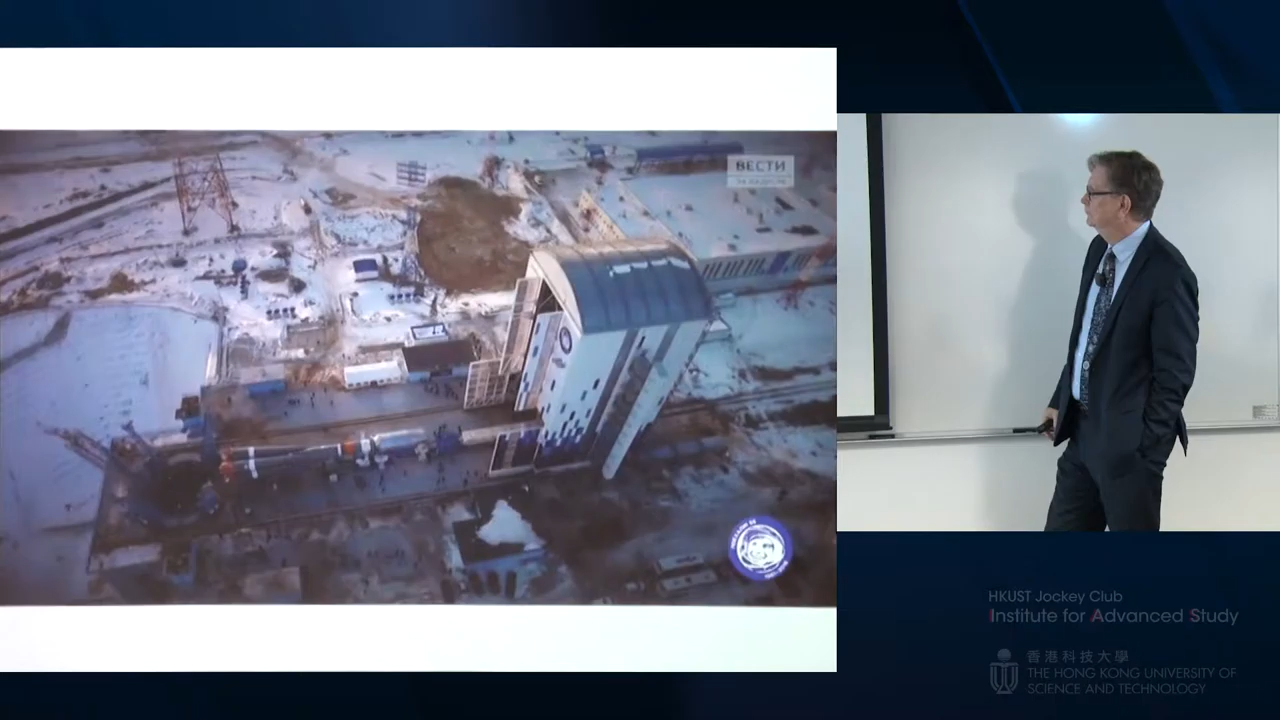 ВЕСТИ
HKUST Jockey Club
Institute for Advanced Study
香港科技大學
THE HONG KONG UNIVERSITY OF
SCIENCE AND TECHNOLOGY